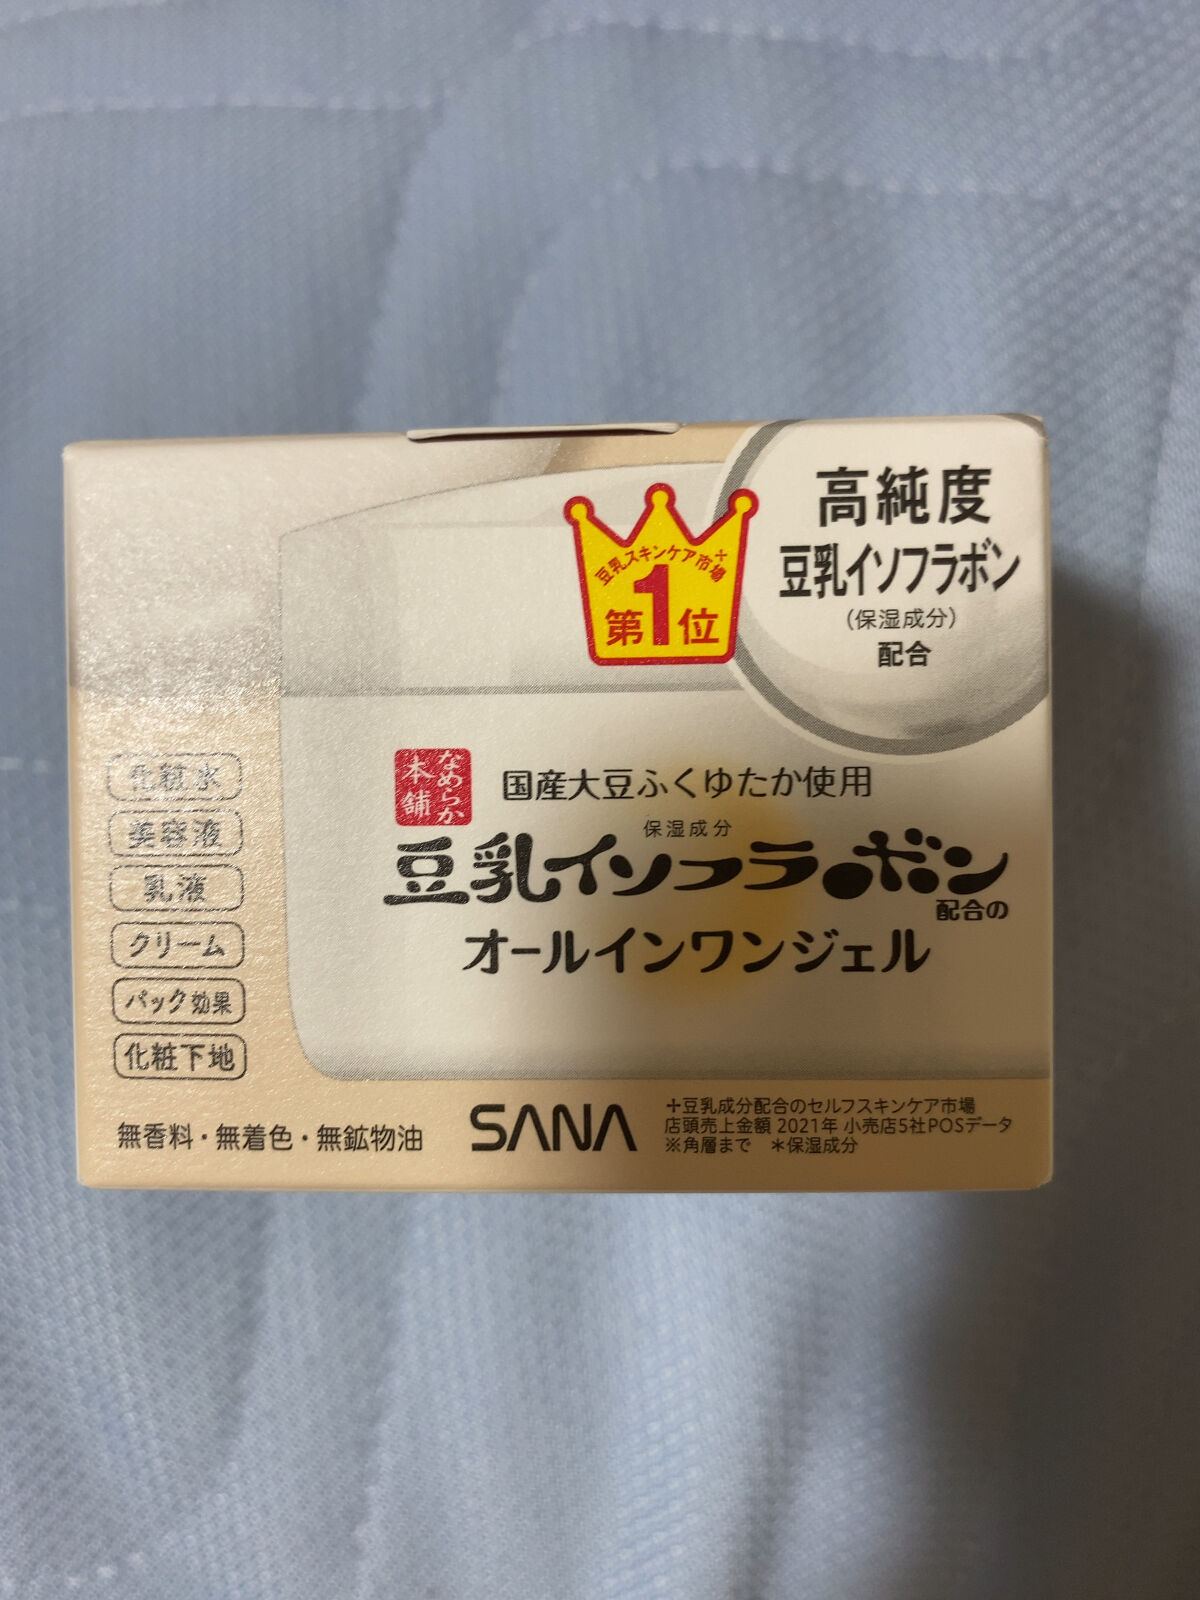 高純度
豆乳イソフラボン
(保湿成分)
配合
豆乳スキンケア市場※
第1位
なめらか
本舗
国産大豆ふくゆたか使用
保湿成分
豆乳イソフラボン
配合の
オールインワンジェル
化粧水
美容液
乳液
クリーム
パック効果
化粧下地
無香料・無着色・無鉱物油
SANA
+豆乳成分配合のセルフスキンケア市場
店頭売上金額 2021年 小売店5社POSデータ
※角層まで *保湿成分